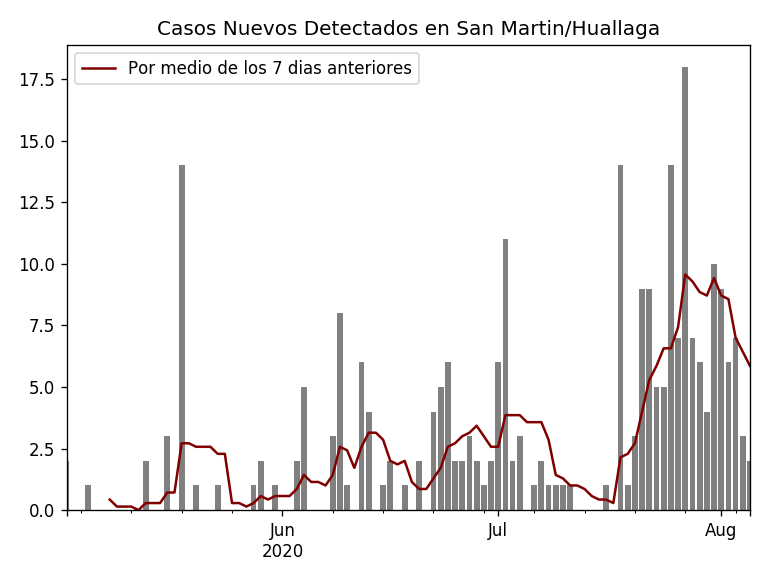 Casos Nuevos Detectados en San Martin/Huallaga
Por medio de los 7 dias anteriores
17.5
15.0
12.5
10.0
7.5
5.0
2.5
0.0
Jun
2020
Jul
Aug